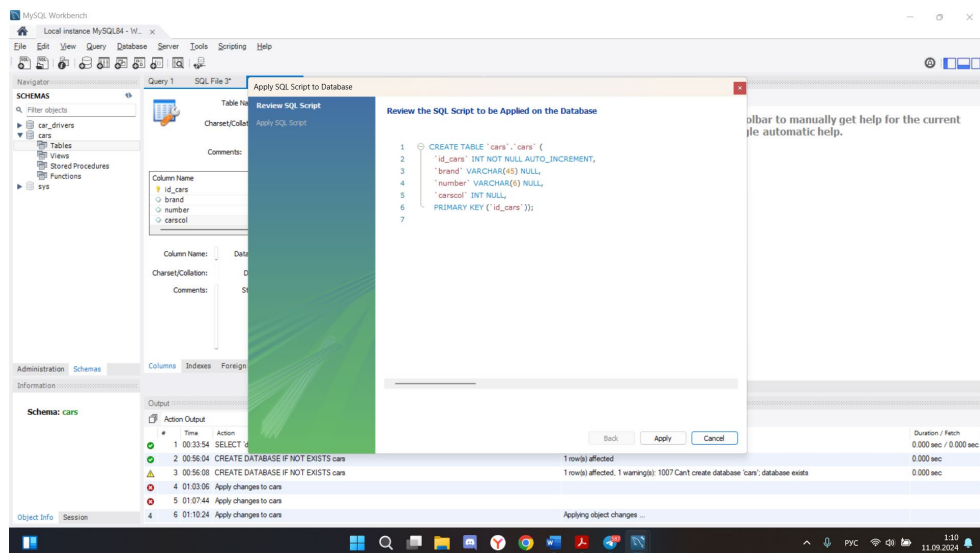 MySQL Workbench
Local instance MySQL84 - W...
File Edit View Query Database Server Tools Scripting Help
Navigator
SCHEMAS
Filter objects
car_drivers
cars
Tables
Views
Stored Procedures
Functions
sys
Administration Schemas
Information
Schema: cars
Object Info Session
Query 1 SQL File 3*
Table Na
Charset/Collat
Comments:
Column Name
id_cars
brand
number
carscol
Column Name: Data
Charset/Collation: D
Comments: St
Columns Indexes Foreign
Apply SQL Script to Database
Review SQL Script
Apply SQL Script
Review the SQL Script to be Applied on the Database
1 CREATE TABLE `cars`.`cars` (
2 `id_cars` INT NOT NULL AUTO_INCREMENT,
3 `brand` VARCHAR(45) NULL,
4 `number` VARCHAR(6) NULL,
5 `carscol` INT NULL,
6 PRIMARY KEY (`id_cars`));
7
Back Apply Cancel
olbar to manually get help for the current
gle automatic help.
Output
Action Output
# Time Action Duration / Fetch
1 00:33:54 SELECT 'd 0.000 sec / 0.000 sec
2 00:56:04 CREATE DATABASE IF NOT EXISTS cars 1 row(s) affected 0.000 sec
3 00:56:08 CREATE DATABASE IF NOT EXISTS cars 1 row(s) affected, 1 warning(s): 1007 Can't create database 'cars'; database exists 0.000 sec
4 01:03:06 Apply changes to cars
5 01:07:44 Apply changes to cars
4 6 01:10:24 Apply changes to cars Applying object changes ...
РУС
1:10
11.09.2024